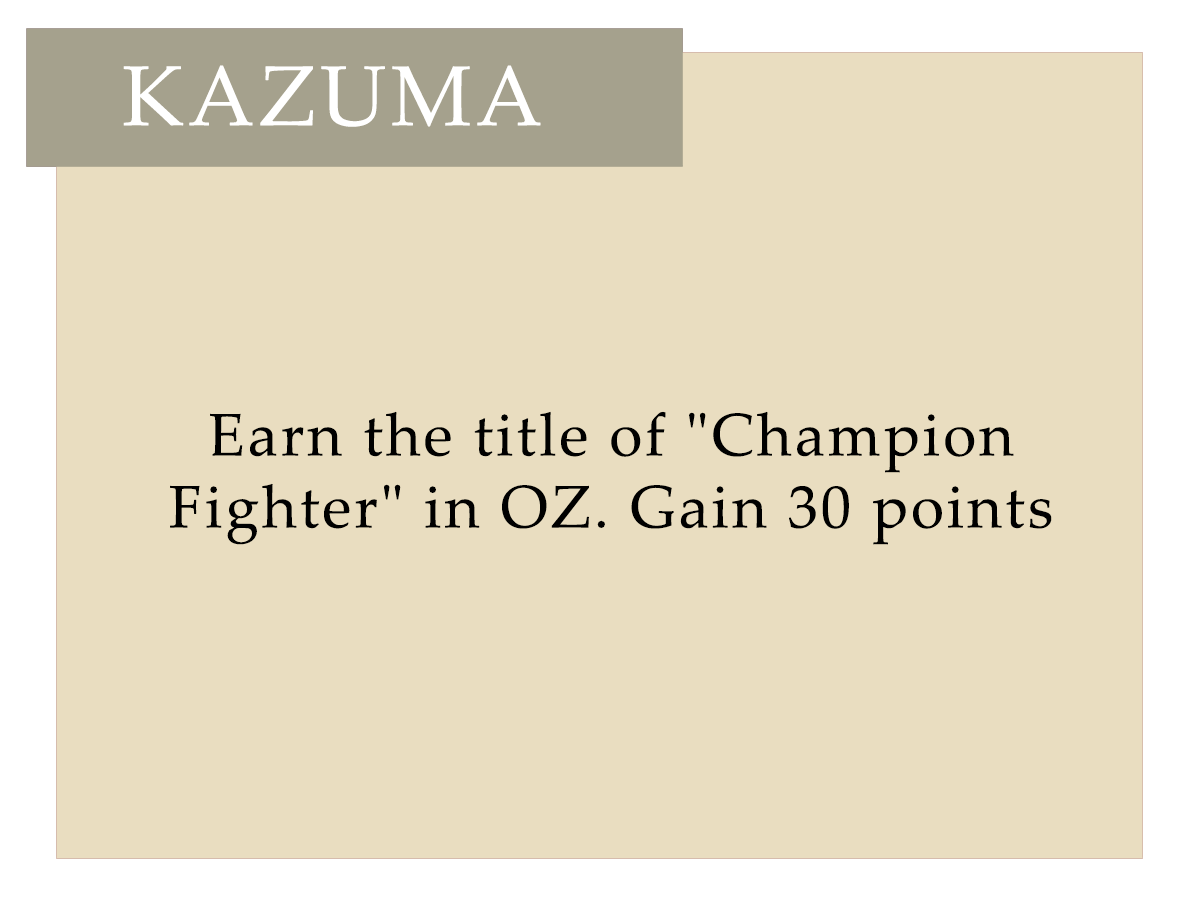 KAZUMA
Earn the title of "Champion
Fighter" in OZ. Gain 30 points